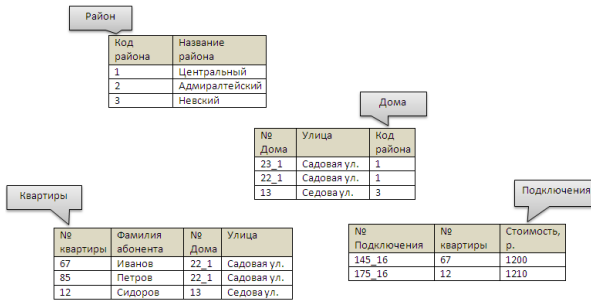 Район
Код района Название района
1 Центральный
2 Адмиралтейский
3 Невский
Дома
№ Дома Улица Код района
23_1 Садовая ул. 1
22_1 Садовая ул. 1
13 Седова ул. 3
Квартиры
№ квартиры Фамилия абонента № Дома Улица
67 Иванов 22_1 Садовая ул.
85 Петров 22_1 Садовая ул.
12 Сидоров 13 Седова ул.
Подключения
№ Подключения № квартиры Стоимость, р.
145_16 67 1200
175_16 12 1210